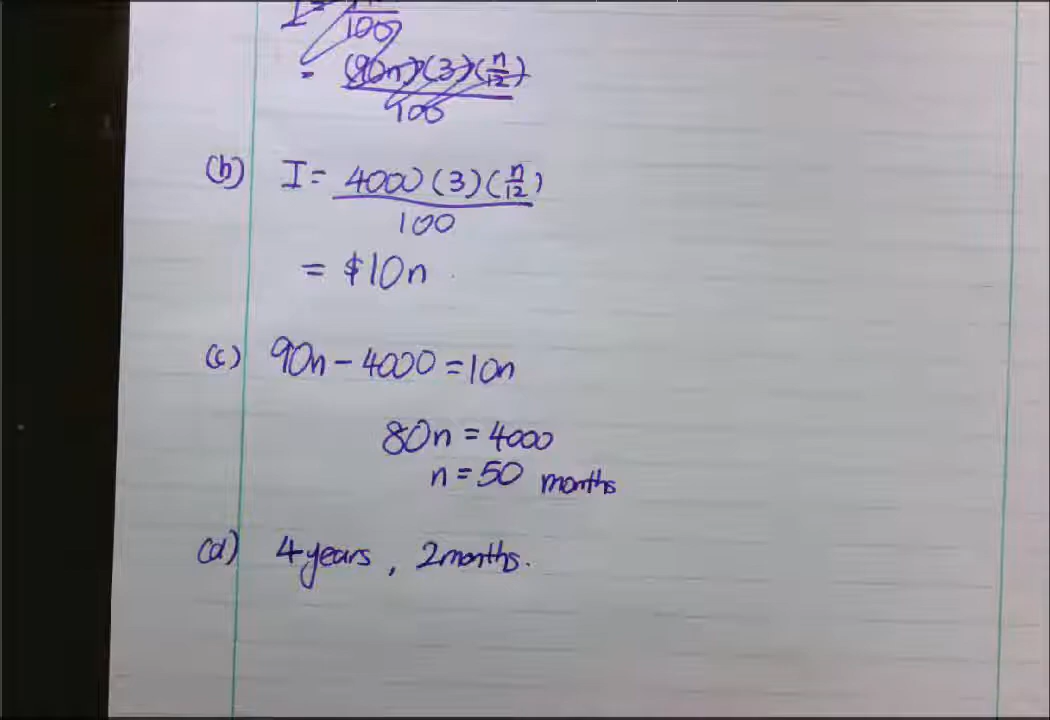 I =
100
= (90n)(3)(n/12)
100
(b) I = 4000(3)(n/12)
100
= $10n
(c) 90n - 4000 = 10n
80n = 4000
n = 50 months
(d) 4 years, 2 months.